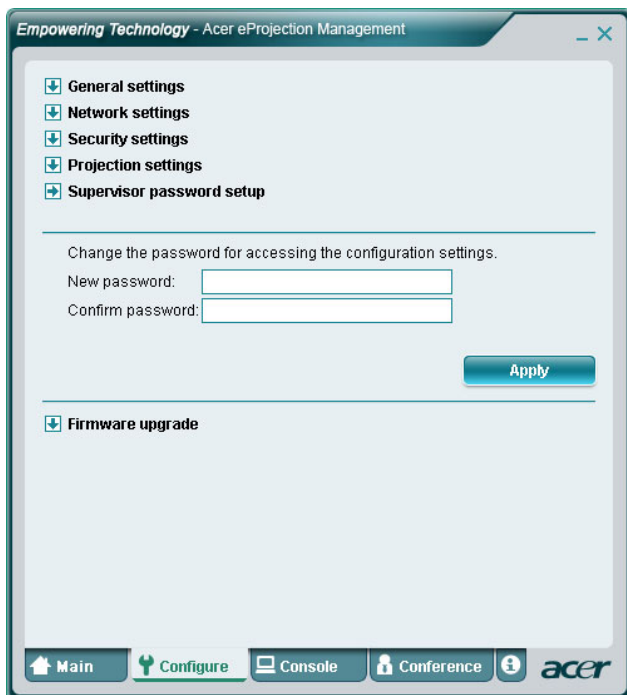 Empowering Technology - Acer eProjection Management
General settings
Network settings
Security settings
Projection settings
Supervisor password setup
Change the password for accessing the configuration settings.
New password:
Confirm password:
Apply
Firmware upgrade
Main Configure Console Conference acer